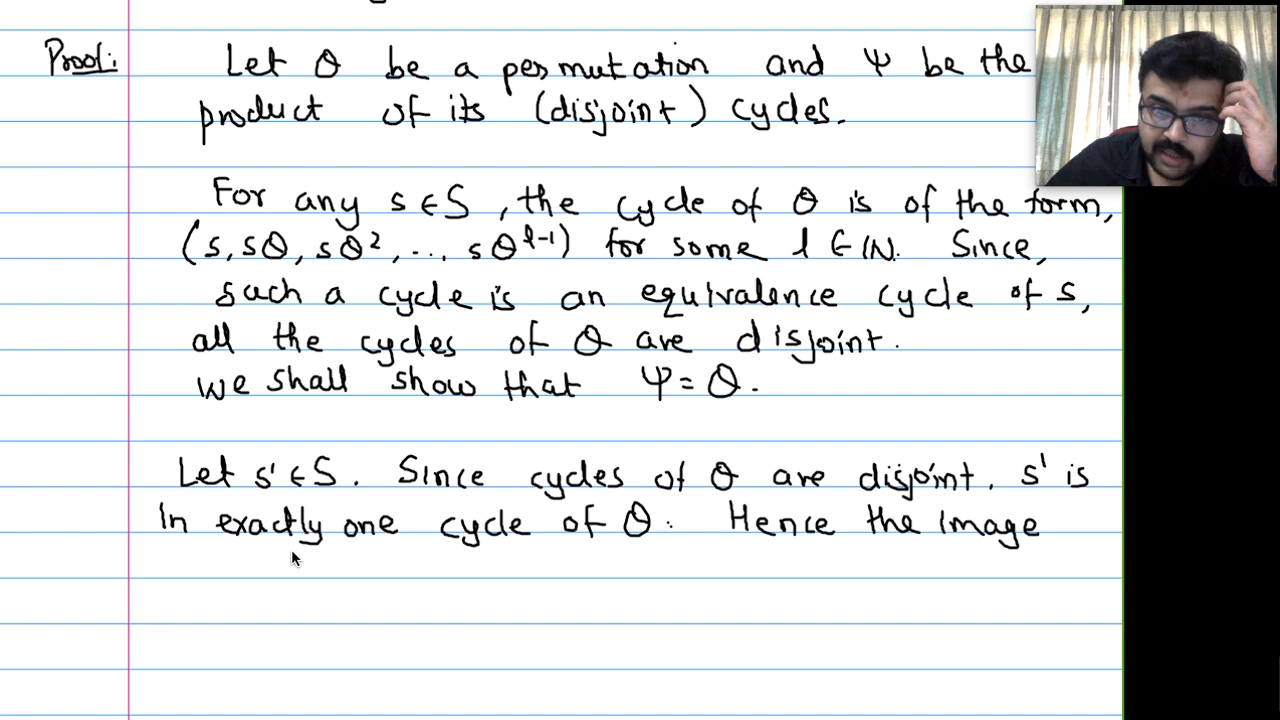 Proof: Let θ be a permutation and ψ be the
product of its (disjoint) cycles.
For any s ∈ S, the cycle of θ is of the form,
(s, sθ, sθ², ..., sθˡ⁻¹) for some l ∈ ℕ. Since,
such a cycle is an equivalence cycle of s,
all the cycles of θ are disjoint.
we shall show that ψ = θ.
Let s' ∈ S. Since cycles of θ are disjoint, s' is
in exactly one cycle of θ. Hence the image